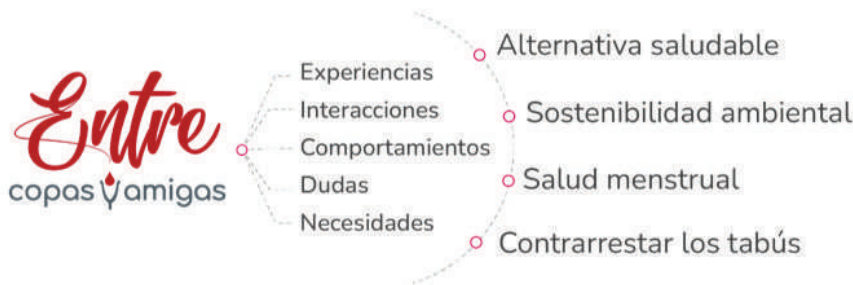 Entre
copas y amigas
Experiencias
Interacciones
Comportamientos
Dudas
Necesidades
Alternativa saludable
Sostenibilidad ambiental
Salud menstrual
Contrarrestar los tabús